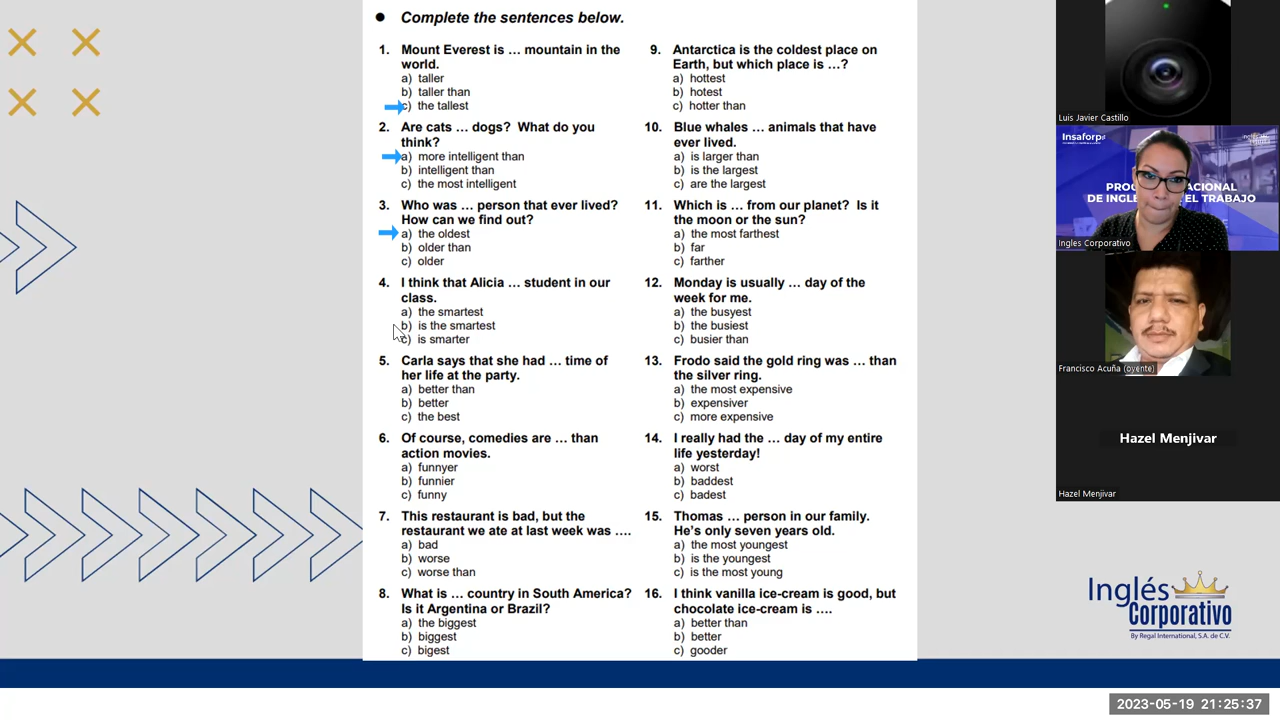 Complete the sentences below.
1. Mount Everest is … mountain in the
world.
a) taller
b) taller than
c) the tallest
2. Are cats … dogs? What do you
think?
a) more intelligent than
b) intelligent than
c) the most intelligent
3. Who was … person that ever lived?
How can we find out?
a) the oldest
b) older than
c) older
4. I think that Alicia … student in our
class.
a) the smartest
b) is the smartest
c) is smarter
5. Carla says that she had … time of
her life at the party.
a) better than
b) better
c) the best
6. Of course, comedies are … than
action movies.
a) funnyer
b) funnier
c) funny
7. This restaurant is bad, but the
restaurant we ate at last week was ….
a) bad
b) worse
c) worse than
8. What is … country in South America?
Is it Argentina or Brazil?
a) the biggest
b) biggest
c) bigest
9. Antarctica is the coldest place on
Earth, but which place is …?
a) hottest
b) hotest
c) hotter than
10. Blue whales … animals that have
ever lived.
a) is larger than
b) is the largest
c) are the largest
11. Which is … from our planet? Is it
the moon or the sun?
a) the most farthest
b) far
c) farther
12. Monday is usually … day of the
week for me.
a) the busyest
b) the busiest
c) busier than
13. Frodo said the gold ring was … than
the silver ring.
a) the most expensive
b) expensiver
c) more expensive
14. I really had the … day of my entire
life yesterday!
a) worst
b) baddest
c) badest
15. Thomas … person in our family.
He's only seven years old.
a) the most youngest
b) is the youngest
c) is the most young
16. I think vanilla ice-cream is good, but
chocolate ice-cream is ….
a) better than
b) better
c) gooder
Luis Javier Castillo
Insaforp
Ingles Corporativo
Francisco Acuña (oyente)
Hazel Menjivar
Hazel Menjivar
Inglés
Corporativo
By Regal International, S.A. de C.V.
2023-05-19 21:25:37